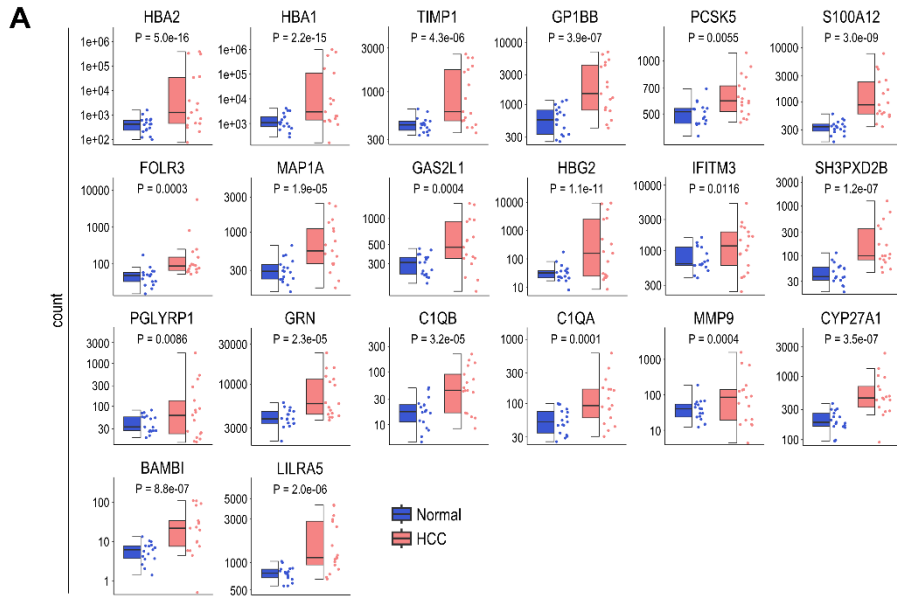 A
HBA2 HBA1 TIMP1 GP1BB PCSK5 S100A12
P = 5.0e-16 P = 2.2e-15 P = 4.3e-06 P = 3.9e-07 P = 0.0055 P = 3.0e-09
1e+06 1e+05 1e+04 1e+03 1e+02
1e+06 1e+05 1e+04 1e+03
3000 1000 300
10000 3000 1000 300
1000 700 500
10000 3000 1000 300
FOLR3 MAP1A GAS2L1 HBG2 IFITM3 SH3PXD2B
P = 0.0003 P = 1.9e-05 P = 0.0004 P = 1.1e-11 P = 0.0116 P = 1.2e-07
10000 100
3000 1000 300
1000 500 300
10000 1000 100 10
10000 3000 1000 300
3000 1000 300 100 30
count
PGLYRP1 GRN C1QB C1QA MMP9 CYP27A1
P = 0.0086 P = 2.3e-05 P = 3.2e-05 P = 0.0001 P = 0.0004 P = 3.5e-07
3000 1000 300 100 30
10000 3000
300 100 30 10
300 100 30
1000 100 10
3000 1000 300 100
BAMBI LILRA5
P = 8.8e-07 P = 2.0e-06
100 10 1
5000 3000 1000 500
Normal
HCC